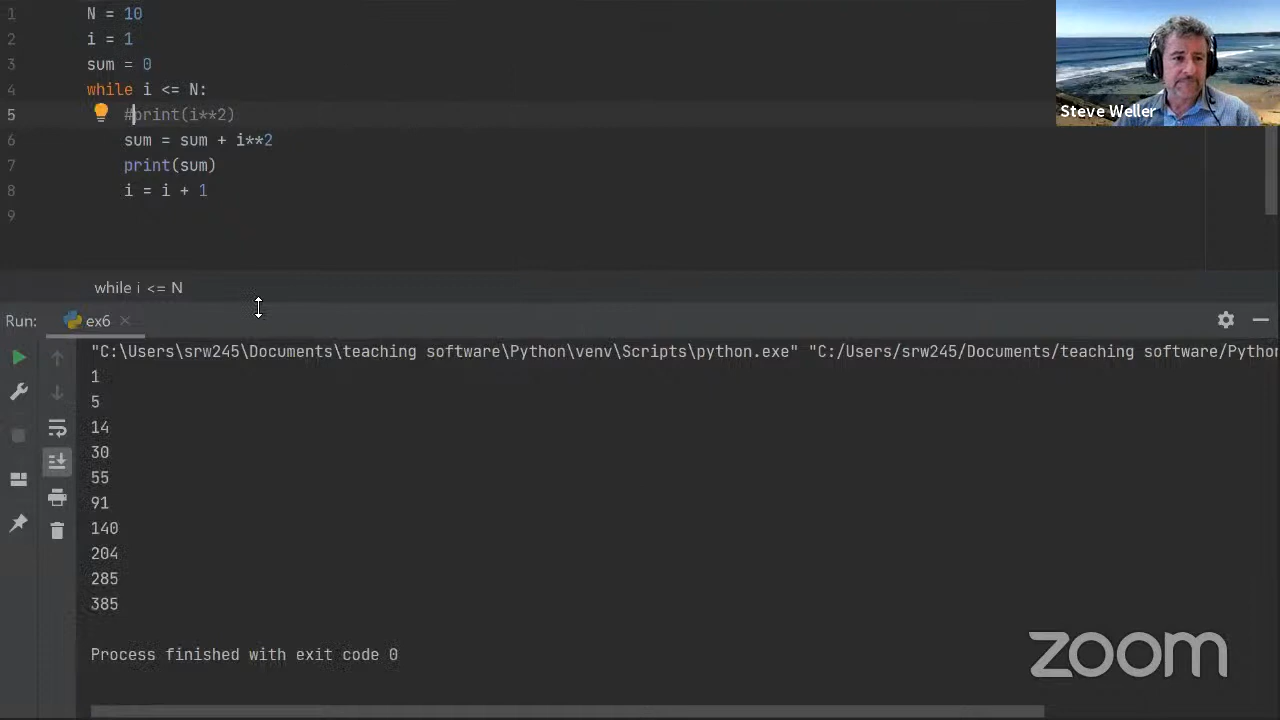 1 N = 10
2 i = 1
3 sum = 0
4 while i <= N:
5 #print(i**2)
6 sum = sum + i**2
7 print(sum)
8 i = i + 1
9
Steve Weller
while i <= N
Run: ex6
"C:\Users\srw245\Documents\teaching software\Python\venv\Scripts\python.exe" "C:/Users/srw245/Documents/teaching software/Python
1
5
14
30
55
91
140
204
285
385
Process finished with exit code 0
zoom